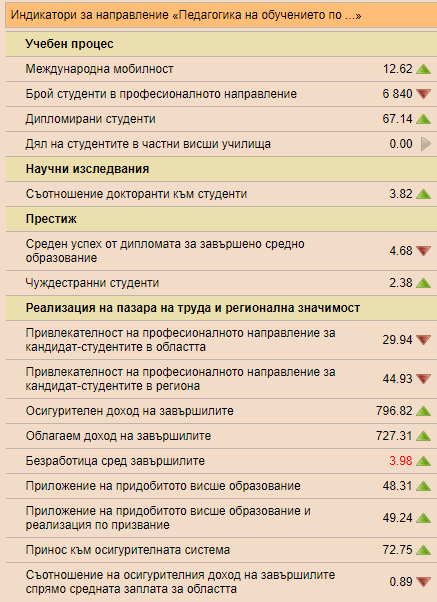 Индикатори за направление «Педагогика на обучението по ...»
Учебен процес
Международна мобилност 12.62
Брой студенти в професионалното направление 6 840
Дипломирани студенти 67.14
Дял на студентите в частни висши училища 0.00
Научни изследвания
Съотношение докторанти към студенти 3.82
Престиж
Среден успех от дипломата за завършено средно
образование 4.68
Чуждестранни студенти 2.38
Реализация на пазара на труда и регионална значимост
Привлекателност на професионалното направление за
кандидат-студентите в областта 29.94
Привлекателност на професионалното направление за
кандидат-студентите в региона 44.93
Осигурителен доход на завършилите 796.82
Облагаем доход на завършилите 727.31
Безработица сред завършилите 3.98
Приложение на придобитото висше образование 48.31
Приложение на придобитото висше образование и
реализация по призвание 49.24
Принос към осигурителната система 72.75
Съотношение на осигурителния доход на завършилите
спрямо средната заплата за областта 0.89